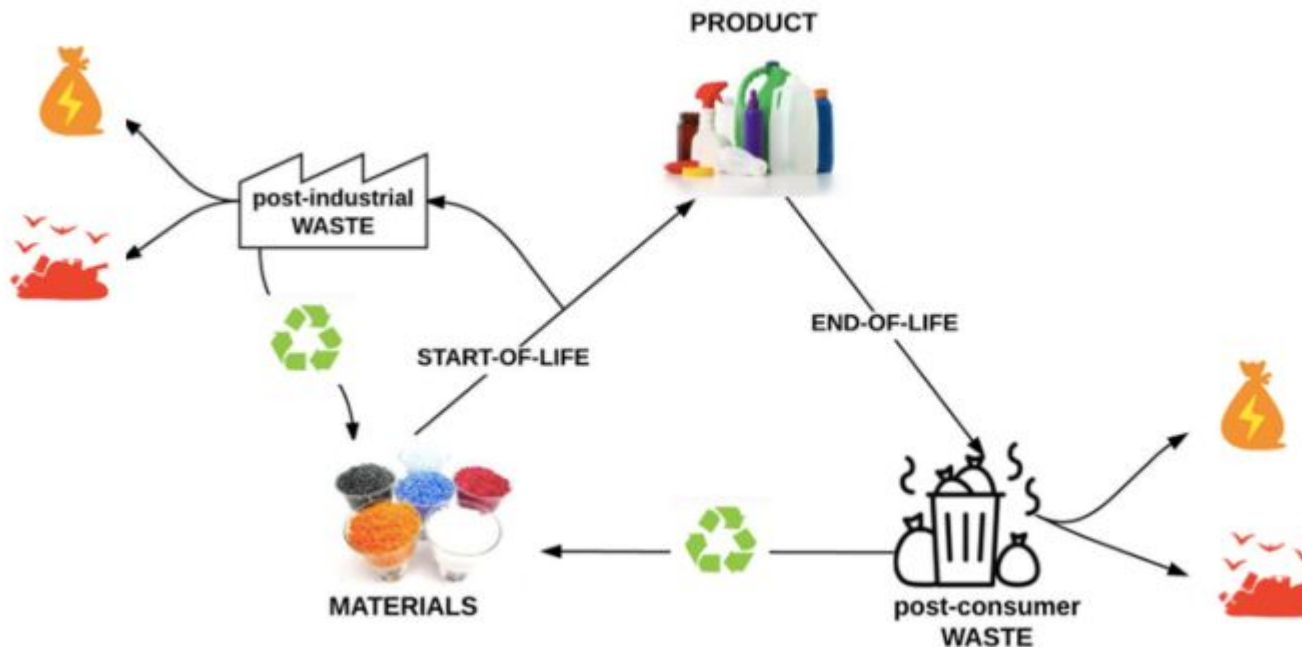 PRODUCT
post-industrial
WASTE
START-OF-LIFE
END-OF-LIFE
MATERIALS
post-consumer
WASTE